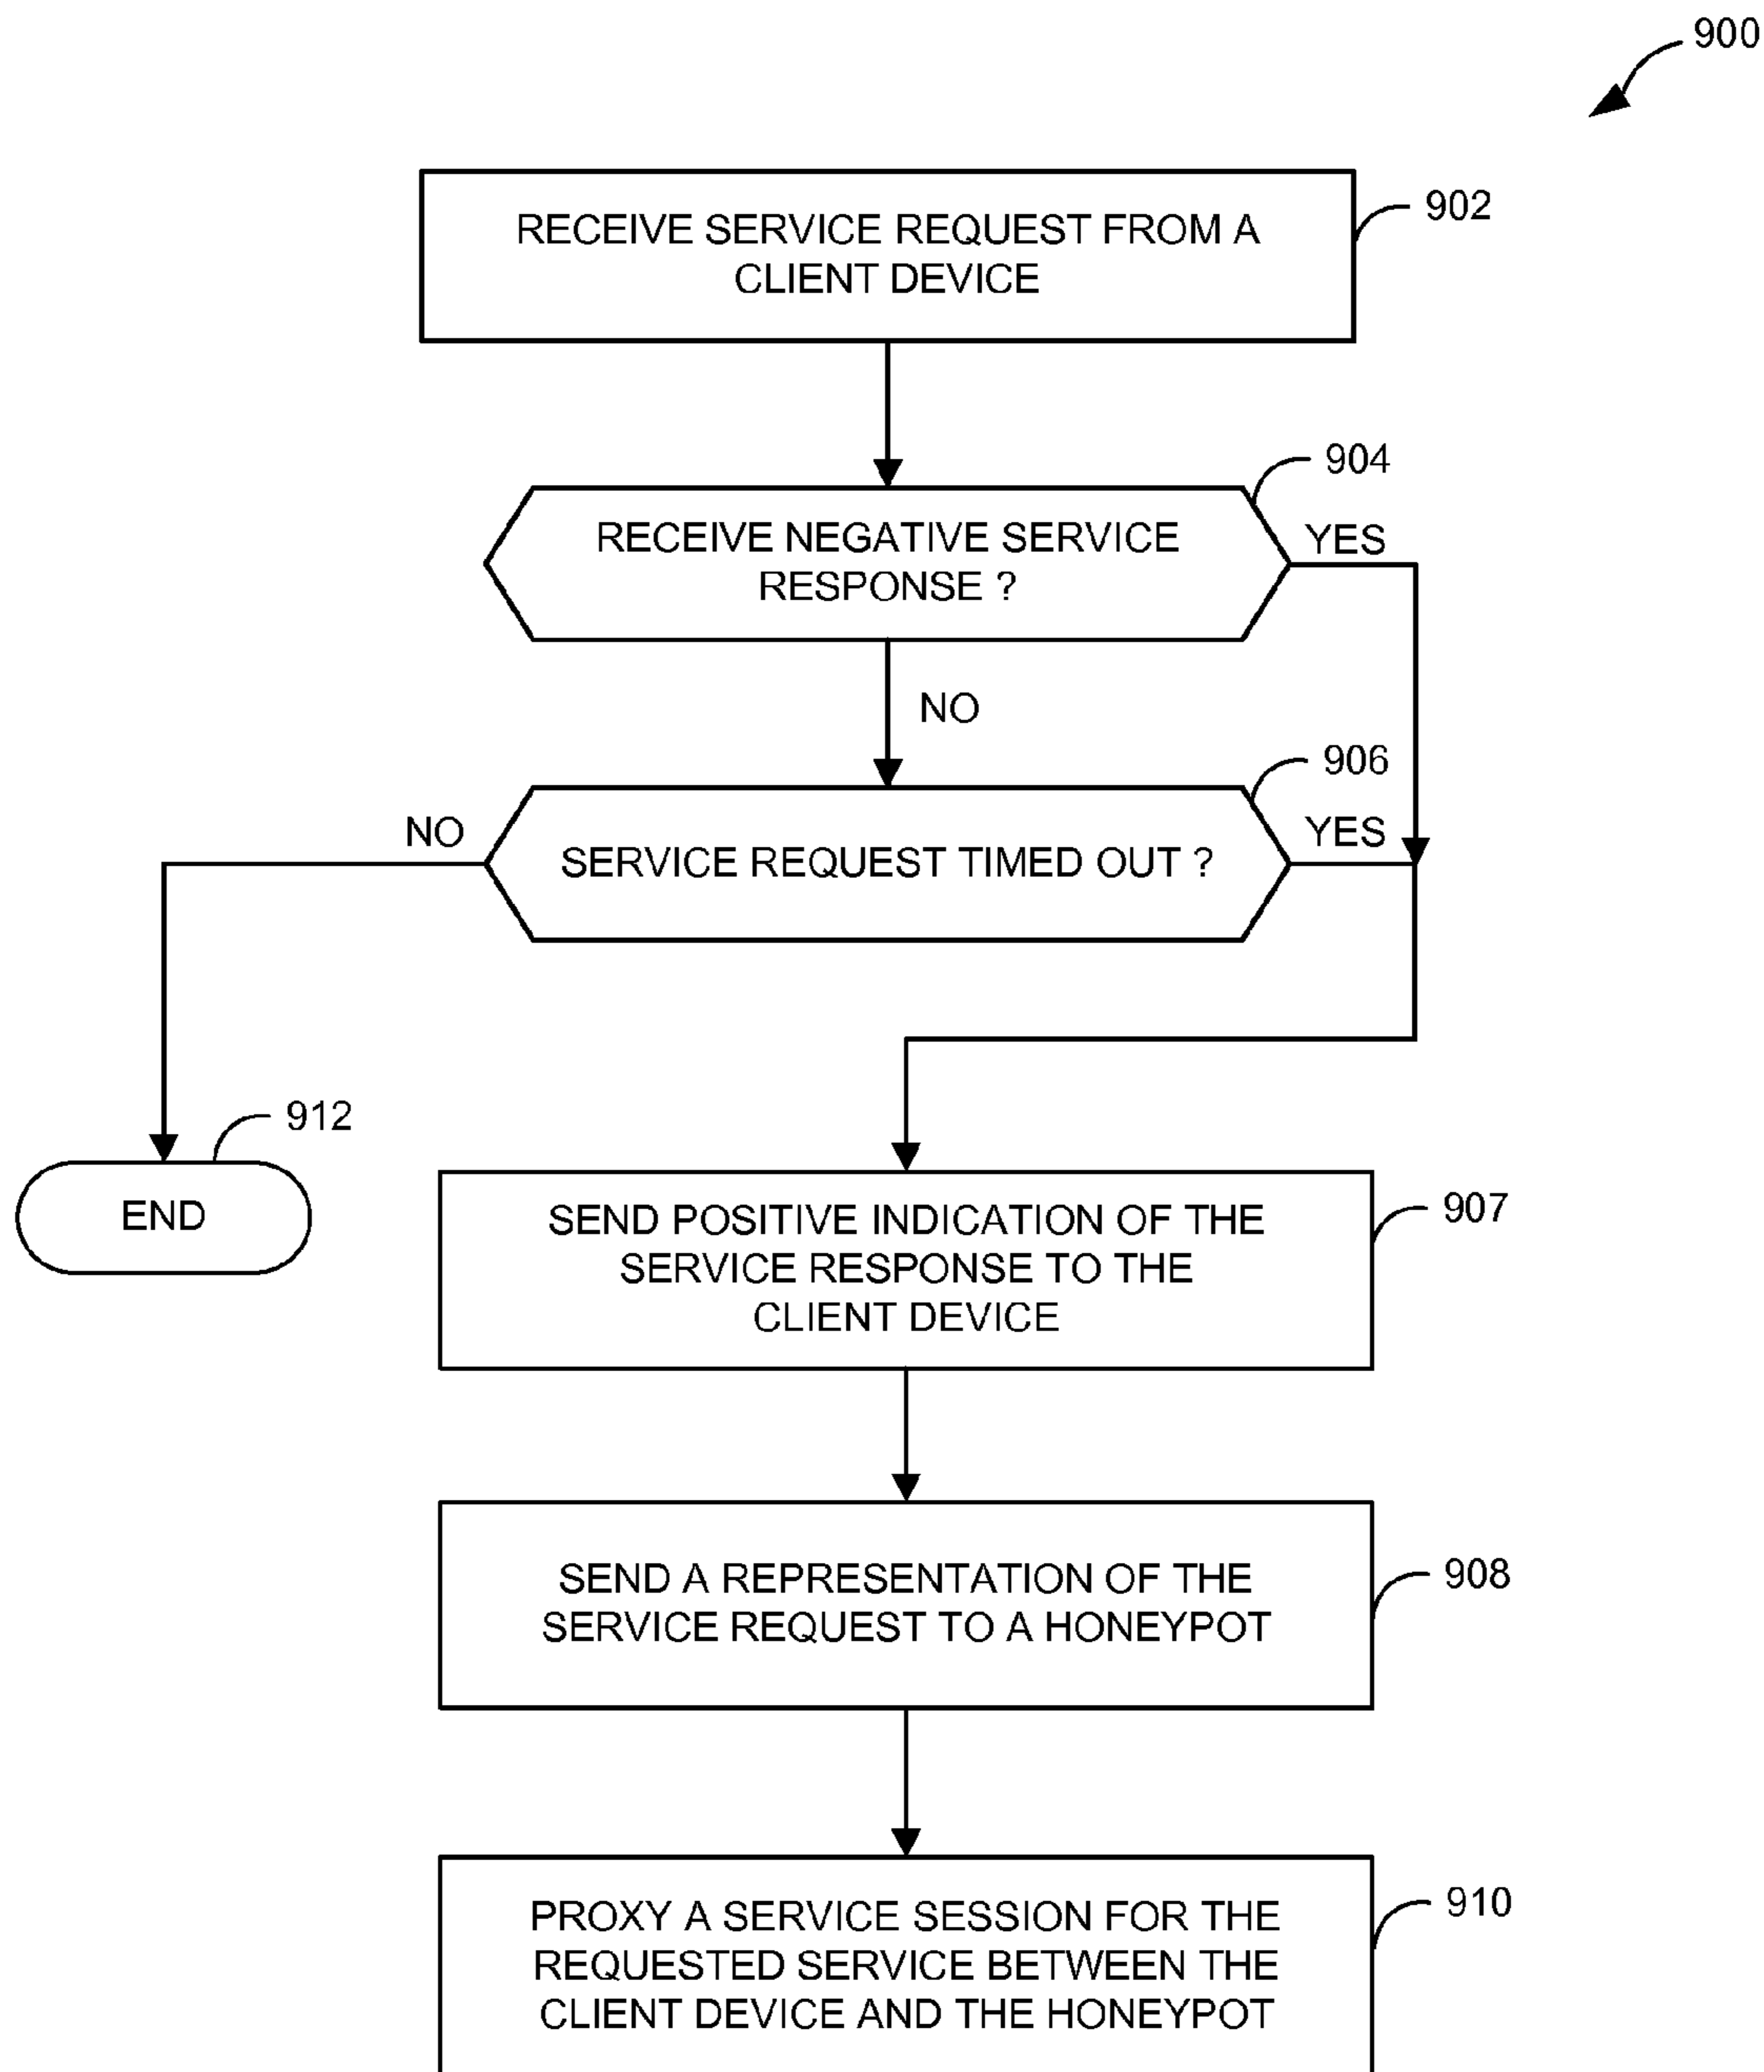 900
RECEIVE SERVICE REQUEST FROM A
CLIENT DEVICE
902
904
RECEIVE NEGATIVE SERVICE
RESPONSE ?
YES
NO
906
NO
SERVICE REQUEST TIMED OUT ?
YES
912
END
SEND POSITIVE INDICATION OF THE
SERVICE RESPONSE TO THE
CLIENT DEVICE
907
SEND A REPRESENTATION OF THE
SERVICE REQUEST TO A HONEYPOT
908
PROXY A SERVICE SESSION FOR THE
REQUESTED SERVICE BETWEEN THE
CLIENT DEVICE AND THE HONEYPOT
910